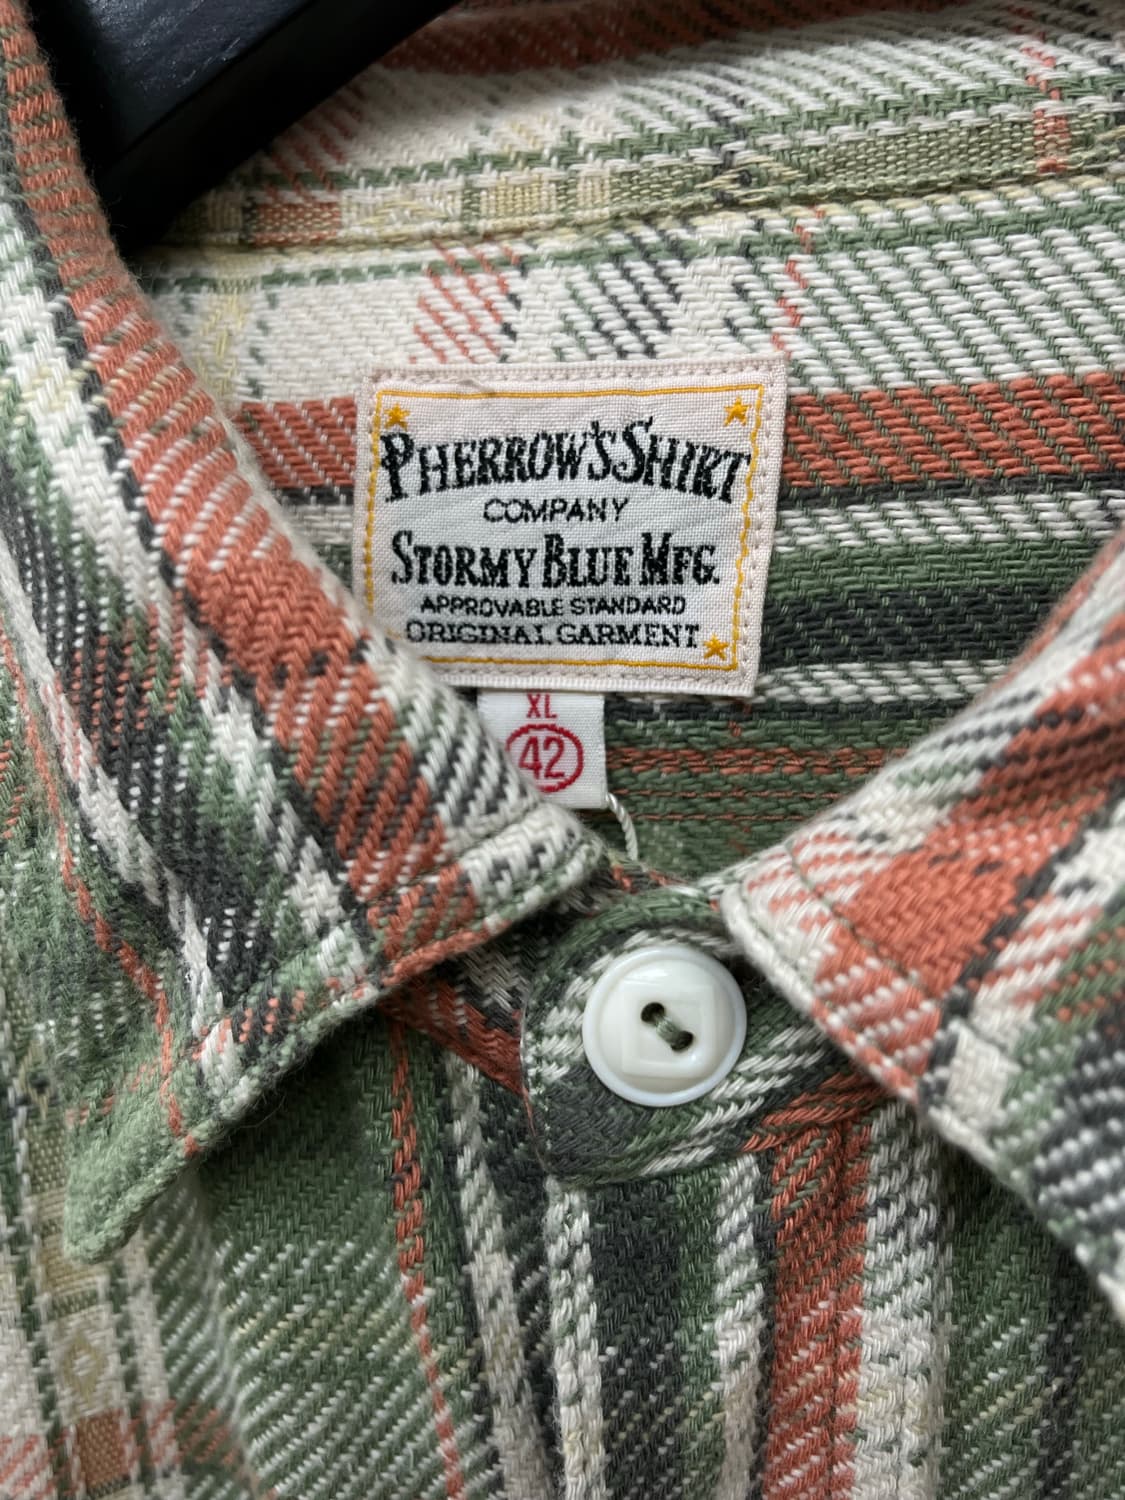 PHERROW'S SHIRT
COMPANY
STORMY BLUE MFG.
APPROVABLE STANDARD
ORIGINAL GARMENT
XL
42